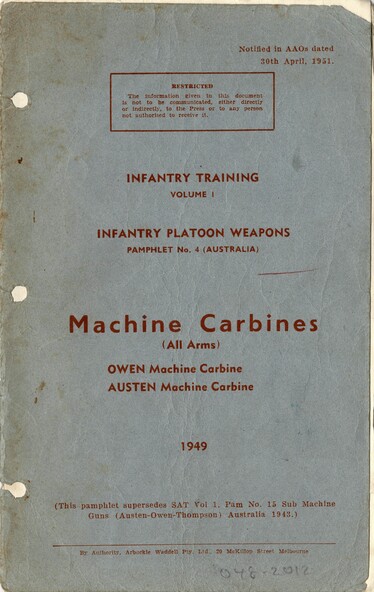 Notified in AAOs dated
30th April, 1951.
RESTRICTED
The information given in this document
is not to be communicated, either directly
or indirectly, to the Press or to any person
not authorised to receive it.
INFANTRY TRAINING
VOLUME I
INFANTRY PLATOON WEAPONS
PAMPHLET No. 4 (AUSTRALIA)
Machine Carbines
(All Arms)
OWEN Machine Carbine
AUSTEN Machine Carbine
1949
(This pamphlet supersedes SAT Vol 1, Pam No. 15 Sub Machine
Guns (Austen-Owen-Thompson) Australia 1943.)
By Authority, Arbuckle Waddell Pty. Ltd., 20 McKillop Street Melbourne
048-2012